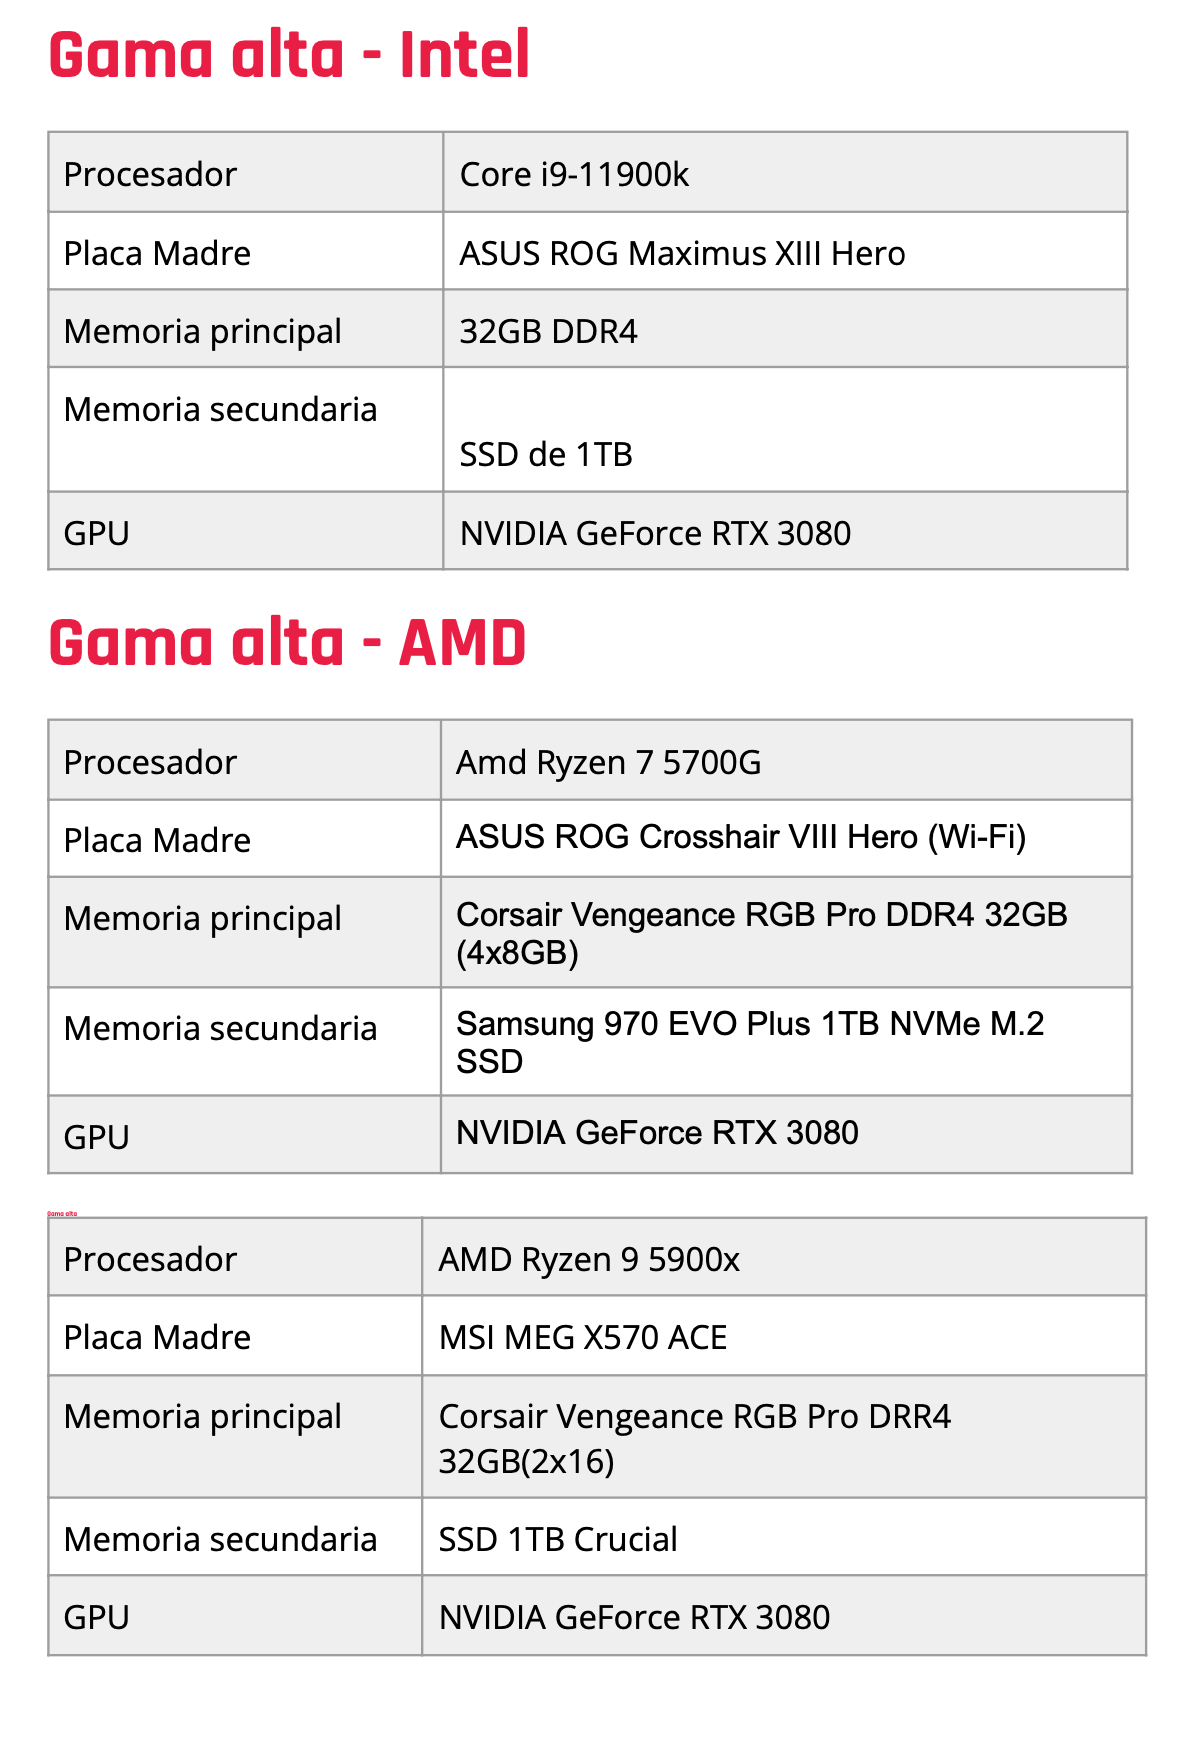 Gama alta - Intel
Procesador
Core i9-11900k
Placa Madre
ASUS ROG Maximus XIII Hero
Memoria principal
32GB DDR4
Memoria secundaria
SSD de 1TB
GPU
NVIDIA GeForce RTX 3080
Gama alta - AMD
Procesador
Amd Ryzen 7 5700G
Placa Madre
ASUS ROG Crosshair VIII Hero (Wi-Fi)
Memoria principal
Corsair Vengeance RGB Pro DDR4 32GB
(4x8GB)
Memoria secundaria
Samsung 970 EVO Plus 1TB NVMe M.2
SSD
GPU
NVIDIA GeForce RTX 3080
Gama alta
Procesador
AMD Ryzen 9 5900x
Placa Madre
MSI MEG X570 ACE
Memoria principal
Corsair Vengeance RGB Pro DRR4
32GB(2x16)
Memoria secundaria
SSD 1TB Crucial
GPU
NVIDIA GeForce RTX 3080